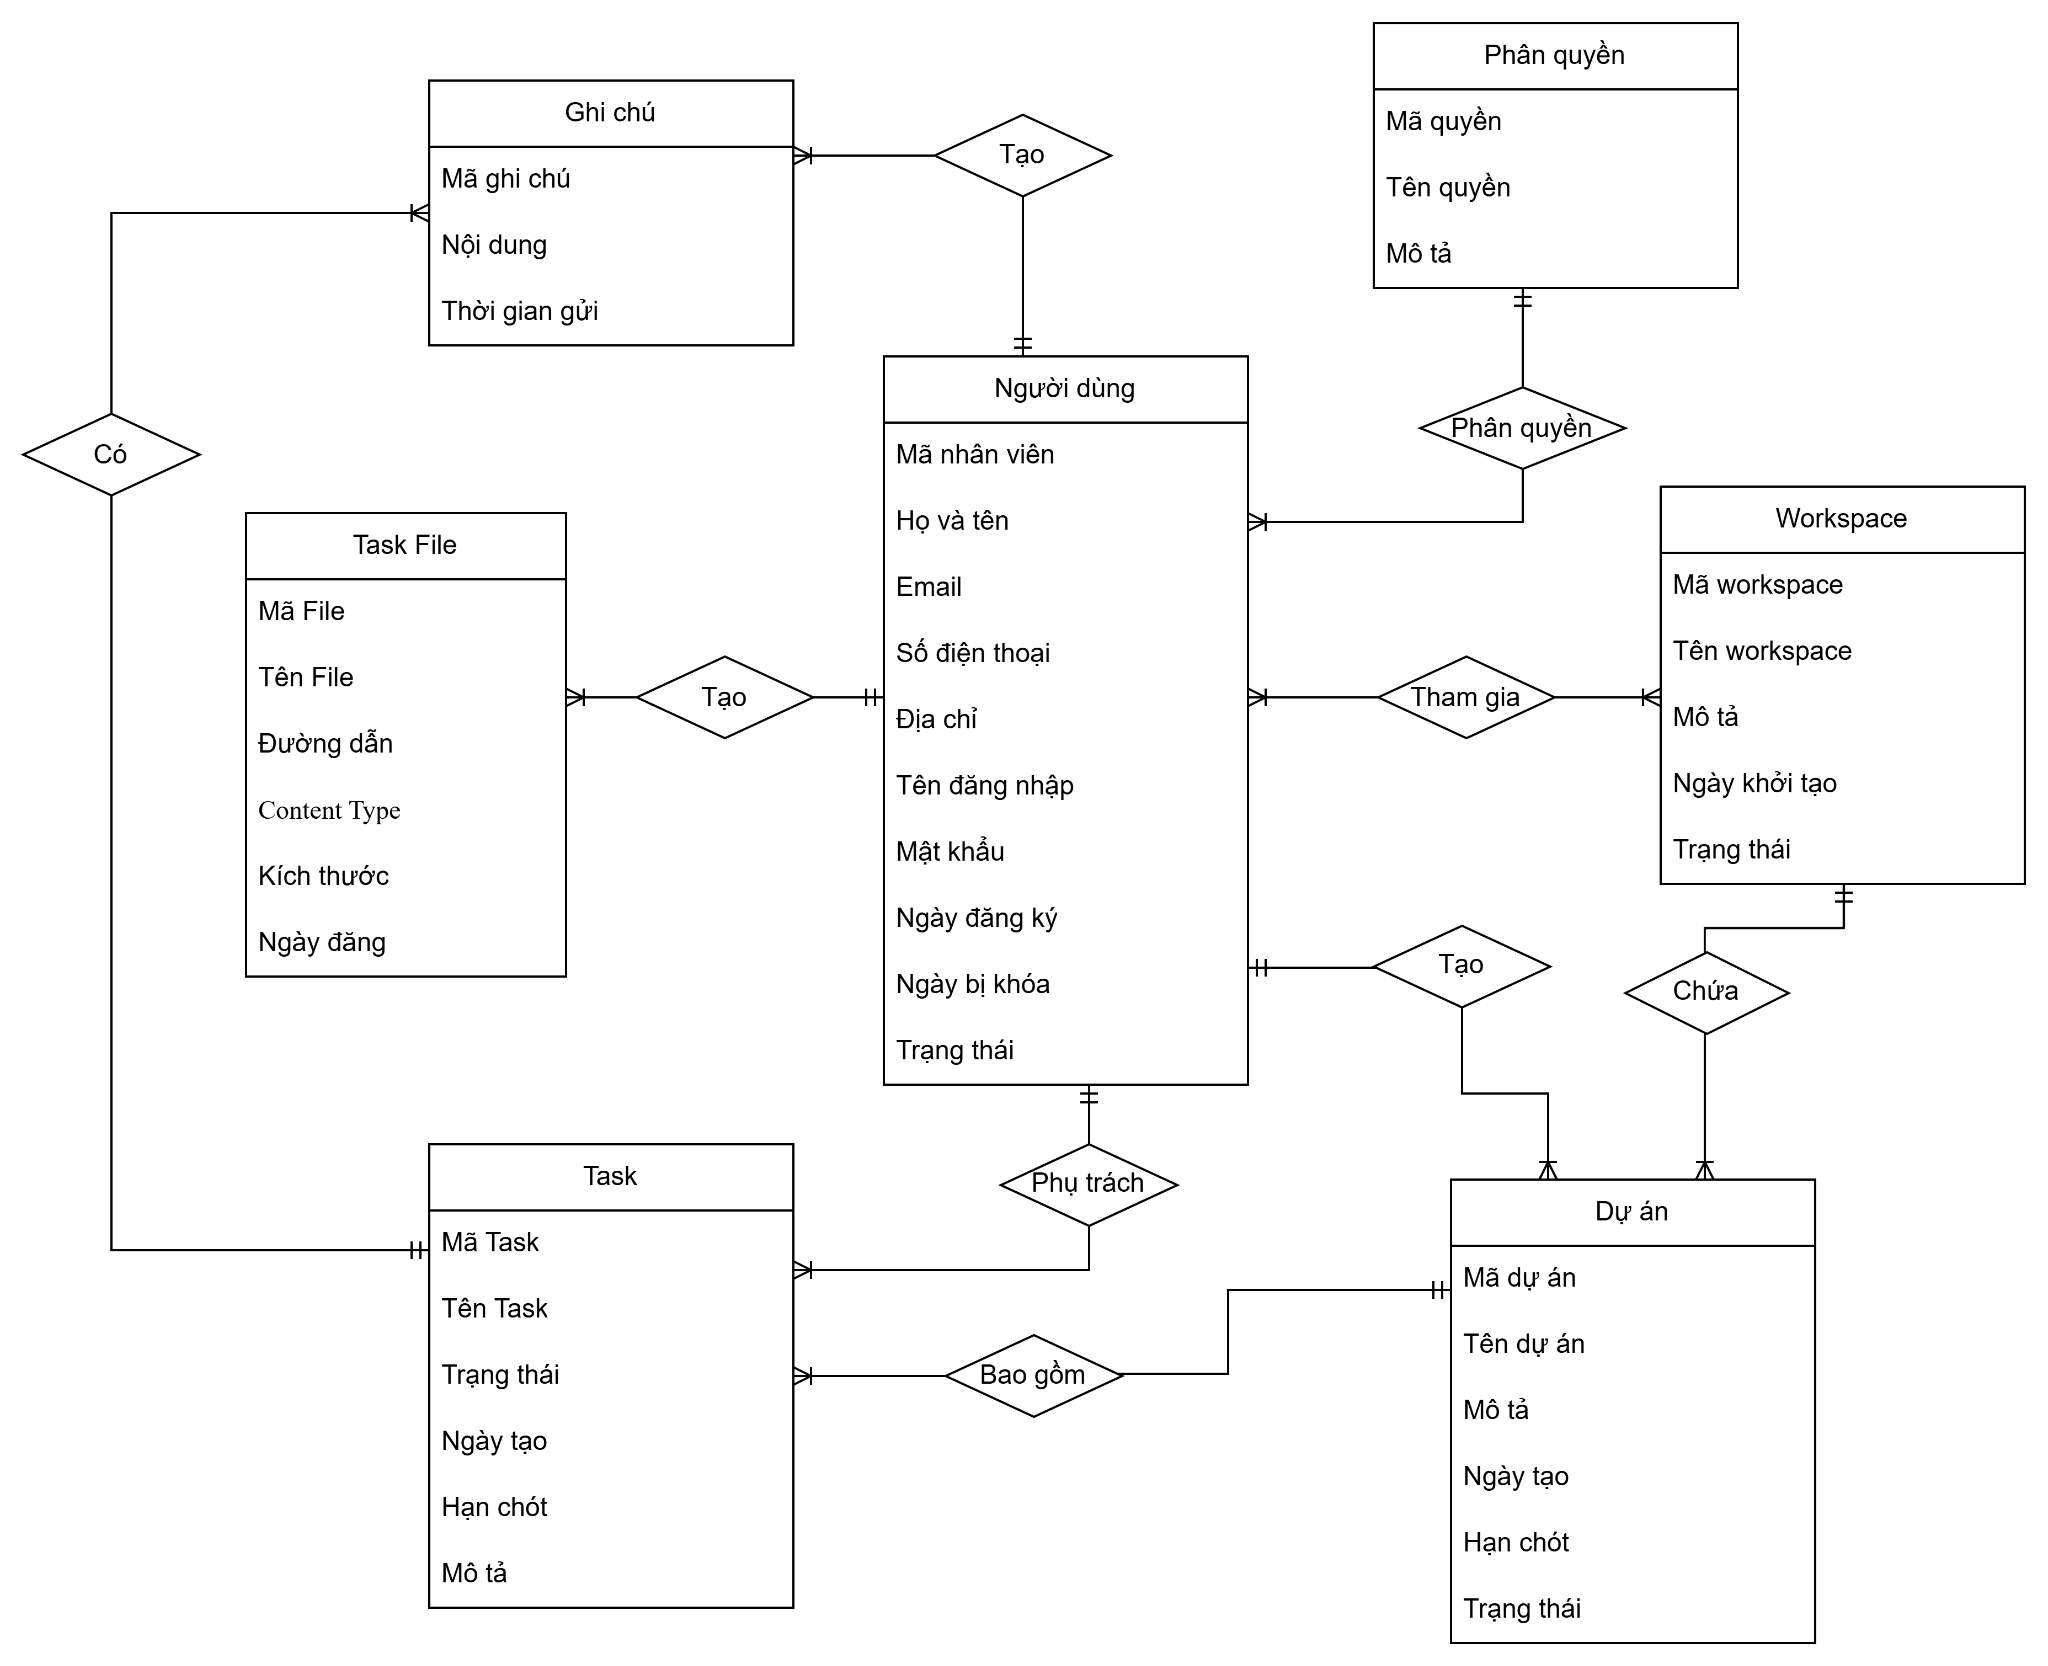 Phân quyền
Mã quyền
Tên quyền
Mô tả
Ghi chú
Mã ghi chú
Nội dung
Thời gian gửi
Tạo
Có
Phân quyền
Người dùng
Mã nhân viên
Họ và tên
Email
Số điện thoại
Địa chỉ
Tên đăng nhập
Mật khẩu
Ngày đăng ký
Ngày bị khóa
Trạng thái
Task File
Mã File
Tên File
Đường dẫn
Content Type
Kích thước
Ngày đăng
Tạo
Tham gia
Workspace
Mã workspace
Tên workspace
Mô tả
Ngày khởi tạo
Trạng thái
Tạo
Chứa
Phụ trách
Task
Mã Task
Tên Task
Trạng thái
Ngày tạo
Hạn chót
Mô tả
Bao gồm
Dự án
Mã dự án
Tên dự án
Mô tả
Ngày tạo
Hạn chót
Trạng thái